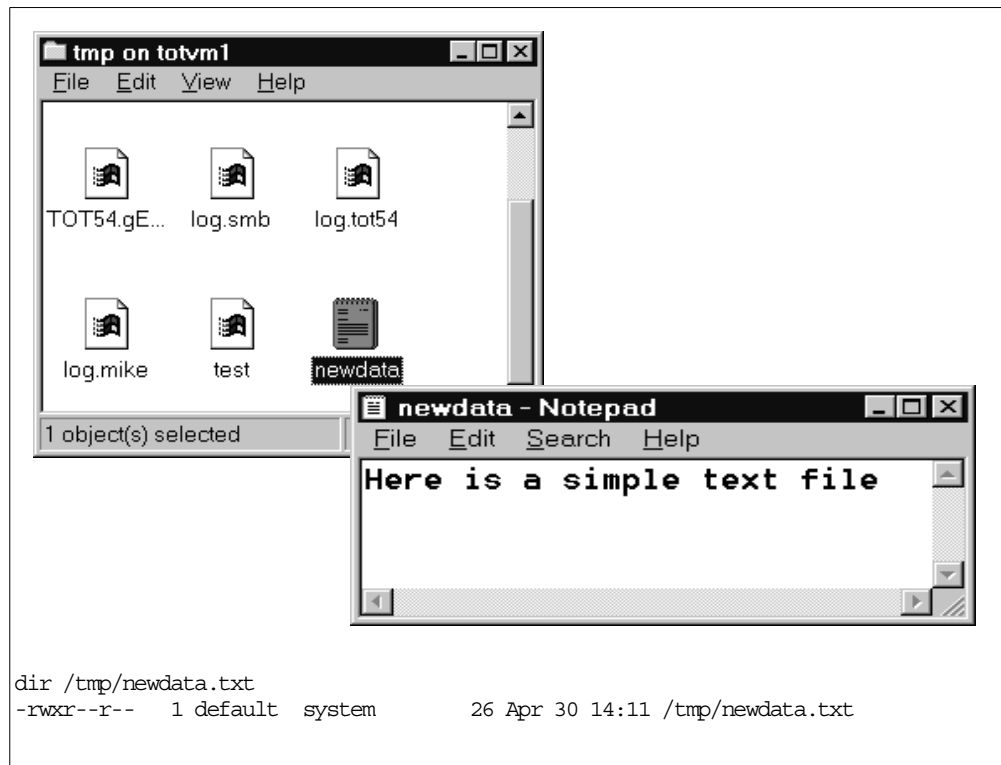 tmp on totvm1
File Edit View Help
TOT54.gE... log.smb log.tot54
log.mike test newdata
1 object(s) selected
newdata - Notepad
File Edit Search Help
Here is a simple text file
dir /tmp/newdata.txt
-rwxr--r-- 1 default system 26 Apr 30 14:11 /tmp/newdata.txt